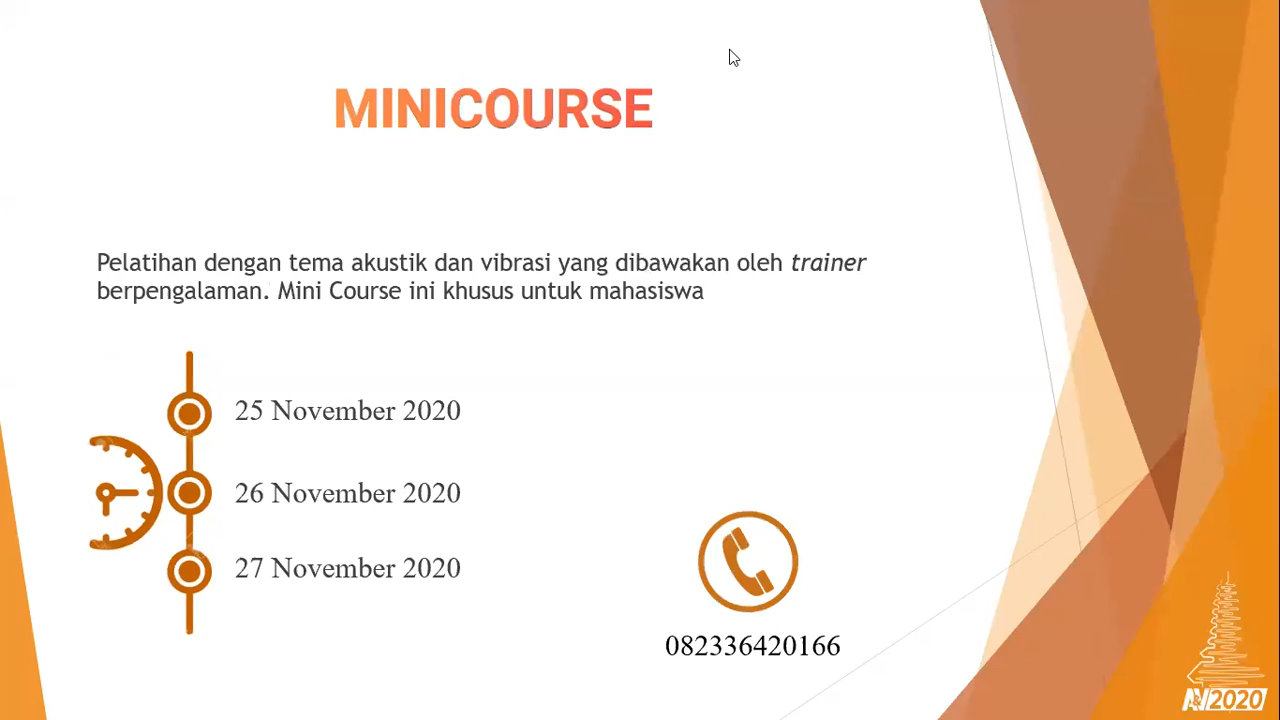 MINICOURSE
Pelatihan dengan tema akustik dan vibrasi yang dibawakan oleh trainer
berpengalaman. Mini Course ini khusus untuk mahasiswa
25 November 2020
26 November 2020
27 November 2020
082336420166
A&V2020